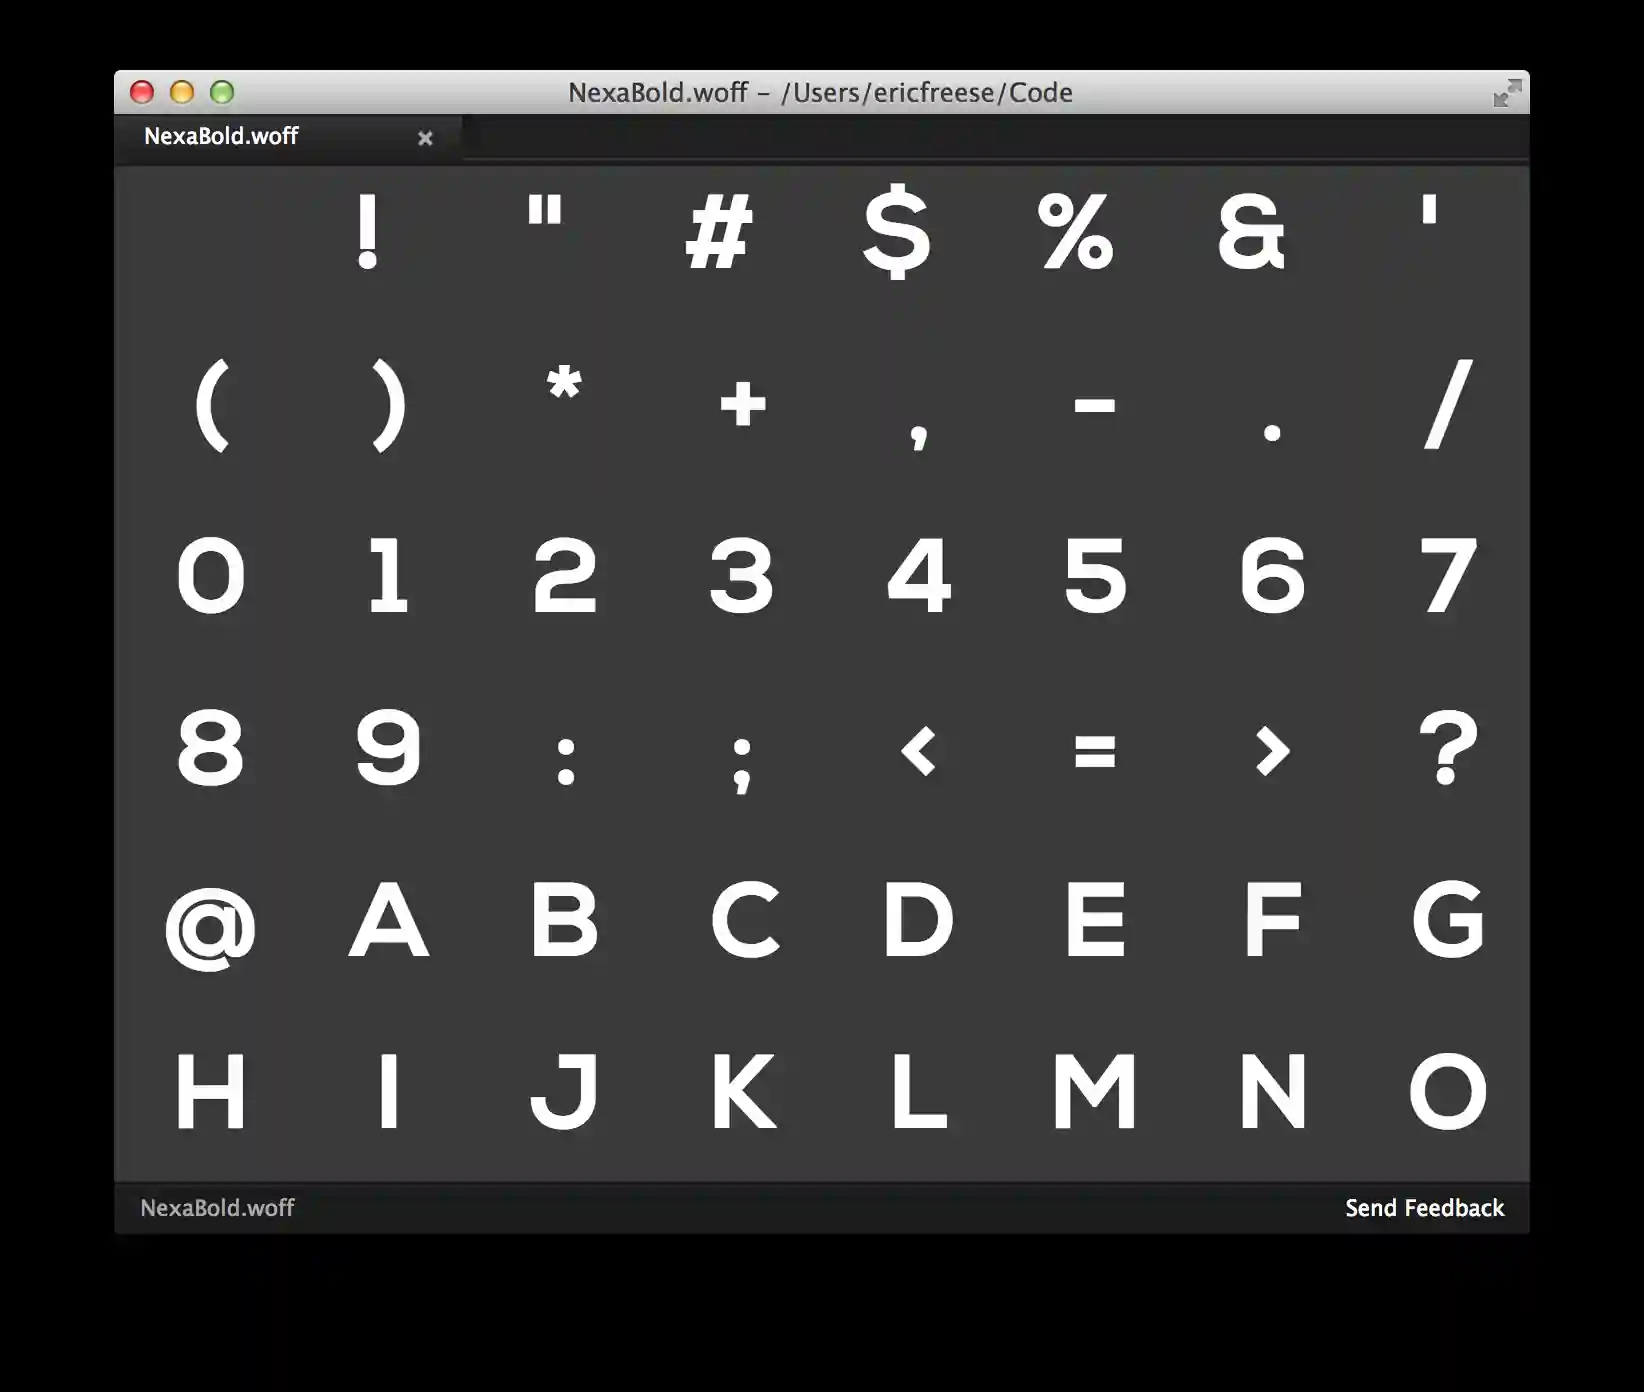 NexaBold.woff – /Users/ericfreese/Code
NexaBold.woff ×
! " # $ % & '
( ) * + , - . /
0 1 2 3 4 5 6 7
8 9 : ; < = > ?
@ A B C D E F G
H I J K L M N O
NexaBold.woff Send Feedback